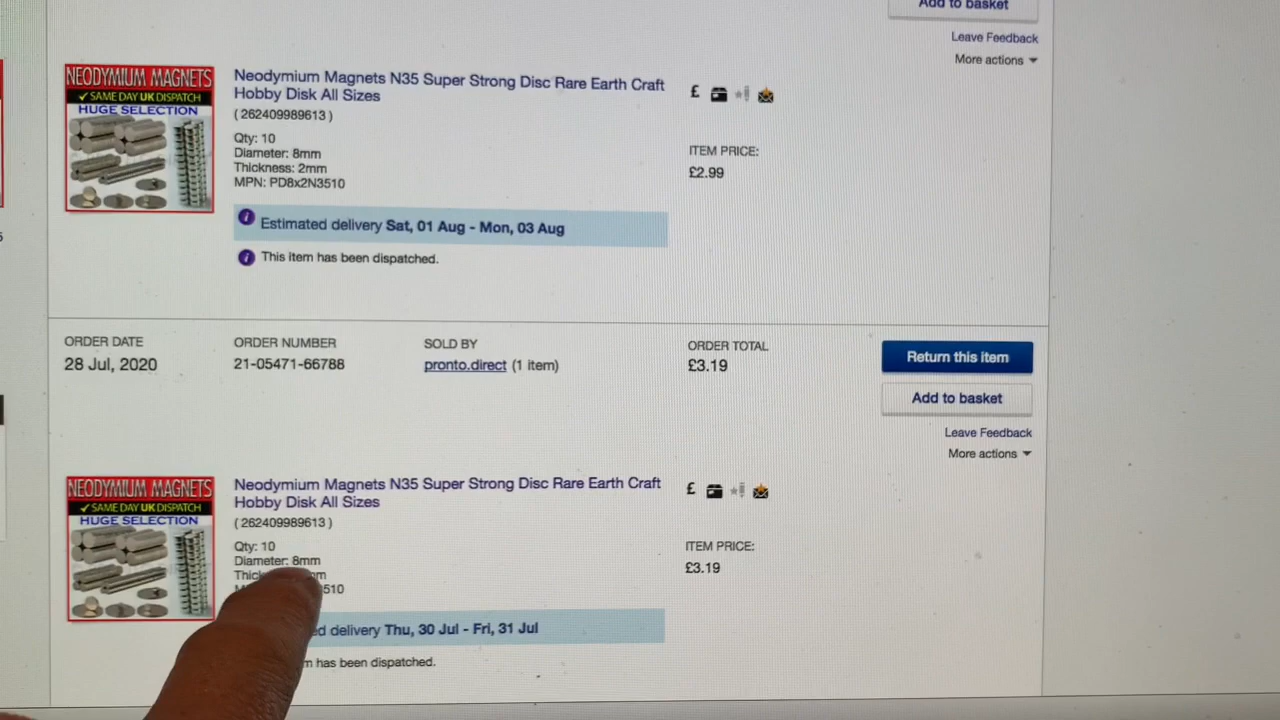 Add to basket
Leave Feedback
More actions
NEODYMIUM MAGNETS
✓ SAME DAY UK DISPATCH
HUGE SELECTION
Neodymium Magnets N35 Super Strong Disc Rare Earth Craft
Hobby Disk All Sizes
( 262409989613 )
Qty: 10
Diameter: 8mm
Thickness: 2mm
MPN: PD8x2N3510
£
ITEM PRICE:
£2.99
Estimated delivery Sat, 01 Aug - Mon, 03 Aug
This item has been dispatched.
ORDER DATE
28 Jul, 2020
ORDER NUMBER
21-05471-66788
SOLD BY
pronto.direct (1 item)
ORDER TOTAL
£3.19
Return this item
Add to basket
Leave Feedback
More actions
NEODYMIUM MAGNETS
✓ SAME DAY UK DISPATCH
HUGE SELECTION
Neodymium Magnets N35 Super Strong Disc Rare Earth Craft
Hobby Disk All Sizes
( 262409989613 )
Qty: 10
Diameter: 8mm
510
£
ITEM PRICE:
£3.19
delivery Thu, 30 Jul - Fri, 31 Jul
has been dispatched.